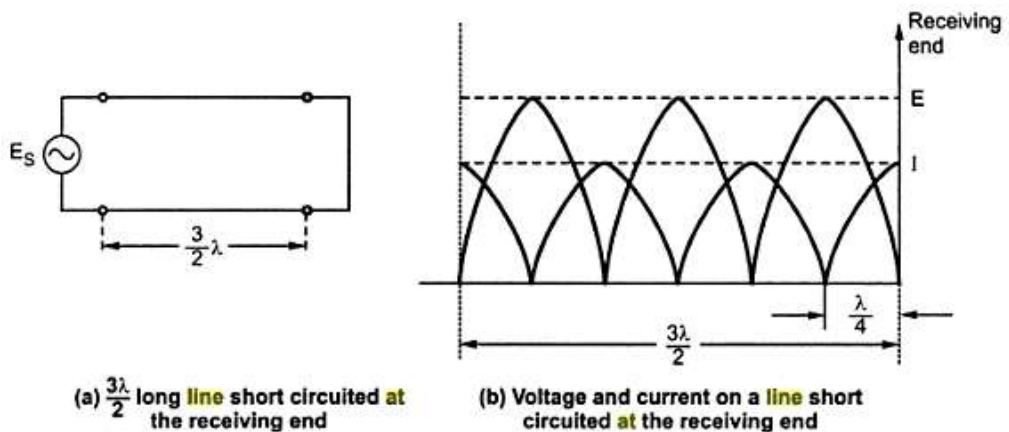 Receiving
end
E
E_S
I
3/2 λ
λ/4
3λ/2
(a) 3λ/2 long line short circuited at
the receiving end
(b) Voltage and current on a line short
circuited at the receiving end